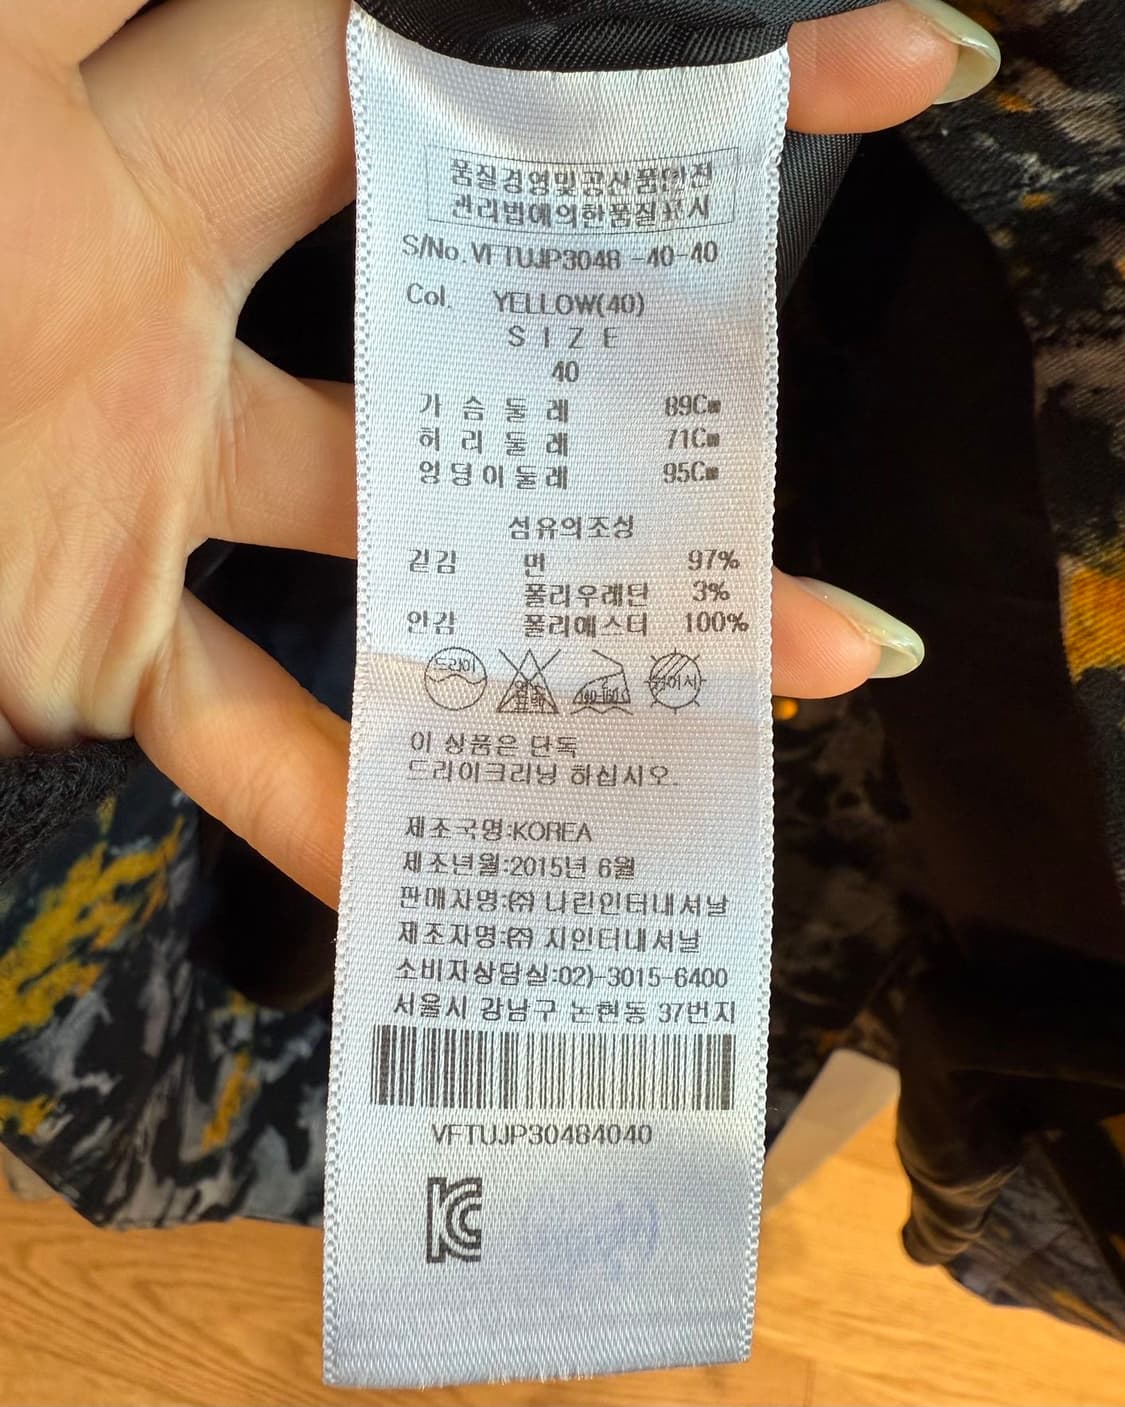 품질경영및공산품안전
관리법에의한품질표시
S/No. VFTUJP3048 -40-40
Col. YELLOW(40)
SIZE
40
가슴둘레 89Cm
허리둘레 71Cm
엉덩이둘레 95Cm
섬유의조성
겉감 면 97%
폴리우레탄 3%
안감 폴리에스터 100%
드라이 표백
이 상품은 단독
드라이크리닝 하십시오.
제조국명:KOREA
제조년월:2015년 6월
판매자명:㈜ 나린인터내셔날
제조자명:㈜ 지인터내셔날
소비자상담실:02)-3015-6400
서울시 강남구 논현동 37번지
VFTUJP30484040
KC